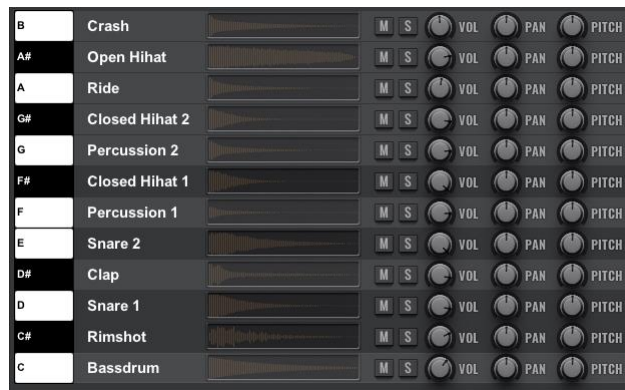 B Crash M S VOL PAN PITCH
A# Open Hihat M S VOL PAN PITCH
A Ride M S VOL PAN PITCH
G# Closed Hihat 2 M S VOL PAN PITCH
G Percussion 2 M S VOL PAN PITCH
F# Closed Hihat 1 M S VOL PAN PITCH
F Percussion 1 M S VOL PAN PITCH
E Snare 2 M S VOL PAN PITCH
D# Clap M S VOL PAN PITCH
D Snare 1 M S VOL PAN PITCH
C# Rimshot M S VOL PAN PITCH
C Bassdrum M S VOL PAN PITCH